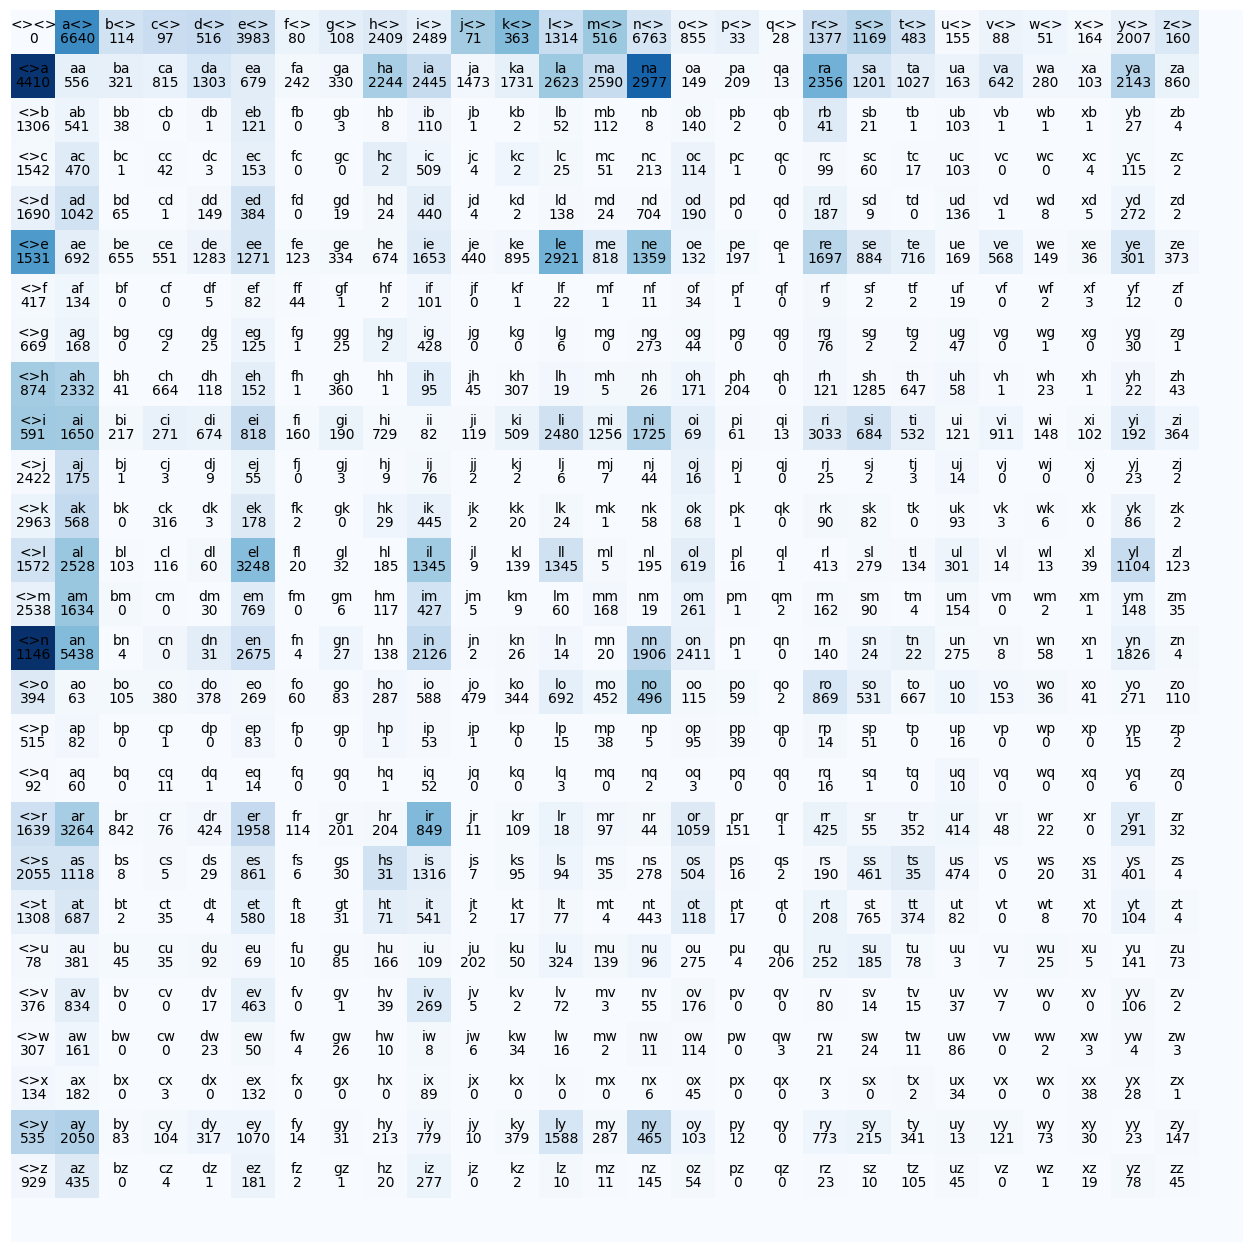 <><> a<> b<> c<> d<> e<> f<> g<> h<> i<> j<> k<> l<> m<> n<> o<> p<> q<> r<> s<> t<> u<> v<> w<> x<> y<> z<>
0 6640 114 97 516 3983 80 108 2409 2489 71 363 1314 516 6763 855 33 28 1377 1169 483 155 88 51 164 2007 160
<>a aa ba ca da ea fa ga ha ia ja ka la ma na oa pa qa ra sa ta ua va wa xa ya za
4410 556 321 815 1303 679 242 330 2244 2445 1473 1731 2623 2590 2977 149 209 13 2356 1201 1027 163 642 280 103 2143 860
<>b ab bb cb db eb fb gb hb ib jb kb lb mb nb ob pb qb rb sb tb ub vb wb xb yb zb
1306 541 38 0 1 121 0 3 8 110 1 2 52 112 8 140 2 0 41 21 1 103 1 1 1 27 4
<>c ac bc cc dc ec fc gc hc ic jc kc lc mc nc oc pc qc rc sc tc uc vc wc xc yc zc
1542 470 1 42 3 153 0 0 2 509 4 2 25 51 213 114 1 0 99 60 17 103 0 0 4 115 2
<>d ad bd cd dd ed fd gd hd id jd kd ld md nd od pd qd rd sd td ud vd wd xd yd zd
1690 1042 65 1 149 384 0 19 24 440 4 2 138 24 704 190 0 0 187 9 0 136 1 8 5 272 2
<>e ae be ce de ee fe ge he ie je ke le me ne oe pe qe re se te ue ve we xe ye ze
1531 692 655 551 1283 1271 123 334 674 1653 440 895 2921 818 1359 132 197 1 1697 884 716 169 568 149 36 301 373
<>f af bf cf df ef ff gf hf if jf kf lf mf nf of pf qf rf sf tf uf vf wf xf yf zf
417 134 0 0 5 82 44 1 2 101 0 1 22 1 11 34 1 0 9 2 2 19 0 2 3 12 0
<>g ag bg cg dg eg fg gg hg ig jg kg lg mg ng og pg qg rg sg tg ug vg wg xg yg zg
669 168 0 2 25 125 1 25 2 428 0 0 6 0 273 44 0 0 76 2 2 47 0 1 0 30 1
<>h ah bh ch dh eh fh gh hh ih jh kh lh mh nh oh ph qh rh sh th uh vh wh xh yh zh
874 2332 41 664 118 152 1 360 1 95 45 307 19 5 26 171 204 0 121 1285 647 58 1 23 1 22 43
<>i ai bi ci di ei fi gi hi ii ji ki li mi ni oi pi qi ri si ti ui vi wi xi yi zi
591 1650 217 271 674 818 160 190 729 82 119 509 2480 1256 1725 69 61 13 3033 684 532 121 911 148 102 192 364
<>j aj bj cj dj ej fj gj hj ij jj kj lj mj nj oj pj qj rj sj tj uj vj wj xj yj zj
2422 175 1 3 9 55 0 3 9 76 2 2 6 7 44 16 1 0 25 2 3 14 0 0 0 23 2
<>k ak bk ck dk ek fk gk hk ik jk kk lk mk nk ok pk qk rk sk tk uk vk wk xk yk zk
2963 568 0 316 3 178 2 0 29 445 2 20 24 1 58 68 1 0 90 82 0 93 3 6 0 86 2
<>l al bl cl dl el fl gl hl il jl kl ll ml nl ol pl ql rl sl tl ul vl wl xl yl zl
1572 2528 103 116 60 3248 20 32 185 1345 9 139 1345 5 195 619 16 1 413 279 134 301 14 13 39 1104 123
<>m am bm cm dm em fm gm hm im jm km lm mm nm om pm qm rm sm tm um vm wm xm ym zm
2538 1634 0 0 30 769 0 6 117 427 5 9 60 168 19 261 1 2 162 90 4 154 0 2 1 148 35
<>n an bn cn dn en fn gn hn in jn kn ln mn nn on pn qn rn sn tn un vn wn xn yn zn
1146 5438 4 0 31 2675 4 27 138 2126 2 26 14 20 1906 2411 1 0 140 24 22 275 8 58 1 1826 4
<>o ao bo co do eo fo go ho io jo ko lo mo no oo po qo ro so to uo vo wo xo yo zo
394 63 105 380 378 269 60 83 287 588 479 344 692 452 496 115 59 2 869 531 667 10 153 36 41 271 110
<>p ap bp cp dp ep fp gp hp ip jp kp lp mp np op pp qp rp sp tp up vp wp xp yp zp
515 82 0 1 0 83 0 0 1 53 1 0 15 38 5 95 39 0 14 51 0 16 0 0 0 15 2
<>q aq bq cq dq eq fq gq hq iq jq kq lq mq nq oq pq qq rq sq tq uq vq wq xq yq zq
92 60 0 11 1 14 0 0 1 52 0 0 3 0 2 3 0 0 16 1 0 10 0 0 0 6 0
<>r ar br cr dr er fr gr hr ir jr kr lr mr nr or pr qr rr sr tr ur vr wr xr yr zr
1639 3264 842 76 424 1958 114 201 204 849 11 109 18 97 44 1059 151 1 425 55 352 414 48 22 0 291 32
<>s as bs cs ds es fs gs hs is js ks ls ms ns os ps qs rs ss ts us vs ws xs ys zs
2055 1118 8 5 29 861 6 30 31 1316 7 95 94 35 278 504 16 2 190 461 35 474 0 20 31 401 4
<>t at bt ct dt et ft gt ht it jt kt lt mt nt ot pt qt rt st tt ut vt wt xt yt zt
1308 687 2 35 4 580 18 31 71 541 2 17 77 4 443 118 17 0 208 765 374 82 0 8 70 104 4
<>u au bu cu du eu fu gu hu iu ju ku lu mu nu ou pu qu ru su tu uu vu wu xu yu zu
78 381 45 35 92 69 10 85 166 109 202 50 324 139 96 275 4 206 252 185 78 3 7 25 5 141 73
<>v av bv cv dv ev fv gv hv iv jv kv lv mv nv ov pv qv rv sv tv uv vv wv xv yv zv
376 834 0 0 17 463 0 1 39 269 5 2 72 3 55 176 0 0 80 14 15 37 7 0 0 106 2
<>w aw bw cw dw ew fw gw hw iw jw kw lw mw nw ow pw qw rw sw tw uw vw ww xw yw zw
307 161 0 0 23 50 4 26 10 8 6 34 16 2 11 114 0 3 21 24 11 86 0 2 3 4 3
<>x ax bx cx dx ex fx gx hx ix jx kx lx mx nx ox px qx rx sx tx ux vx wx xx yx zx
134 182 0 3 0 132 0 0 0 89 0 0 0 0 6 45 0 0 3 0 2 34 0 0 38 28 1
<>y ay by cy dy ey fy gy hy iy jy ky ly my ny oy py qy ry sy ty uy vy wy xy yy zy
535 2050 83 104 317 1070 14 31 213 779 10 379 1588 287 465 103 12 0 773 215 341 13 121 73 30 23 147
<>z az bz cz dz ez fz gz hz iz jz kz lz mz nz oz pz qz rz sz tz uz vz wz xz yz zz
929 435 0 4 1 181 2 1 20 277 0 2 10 11 145 54 0 0 23 10 105 45 0 1 19 78 45